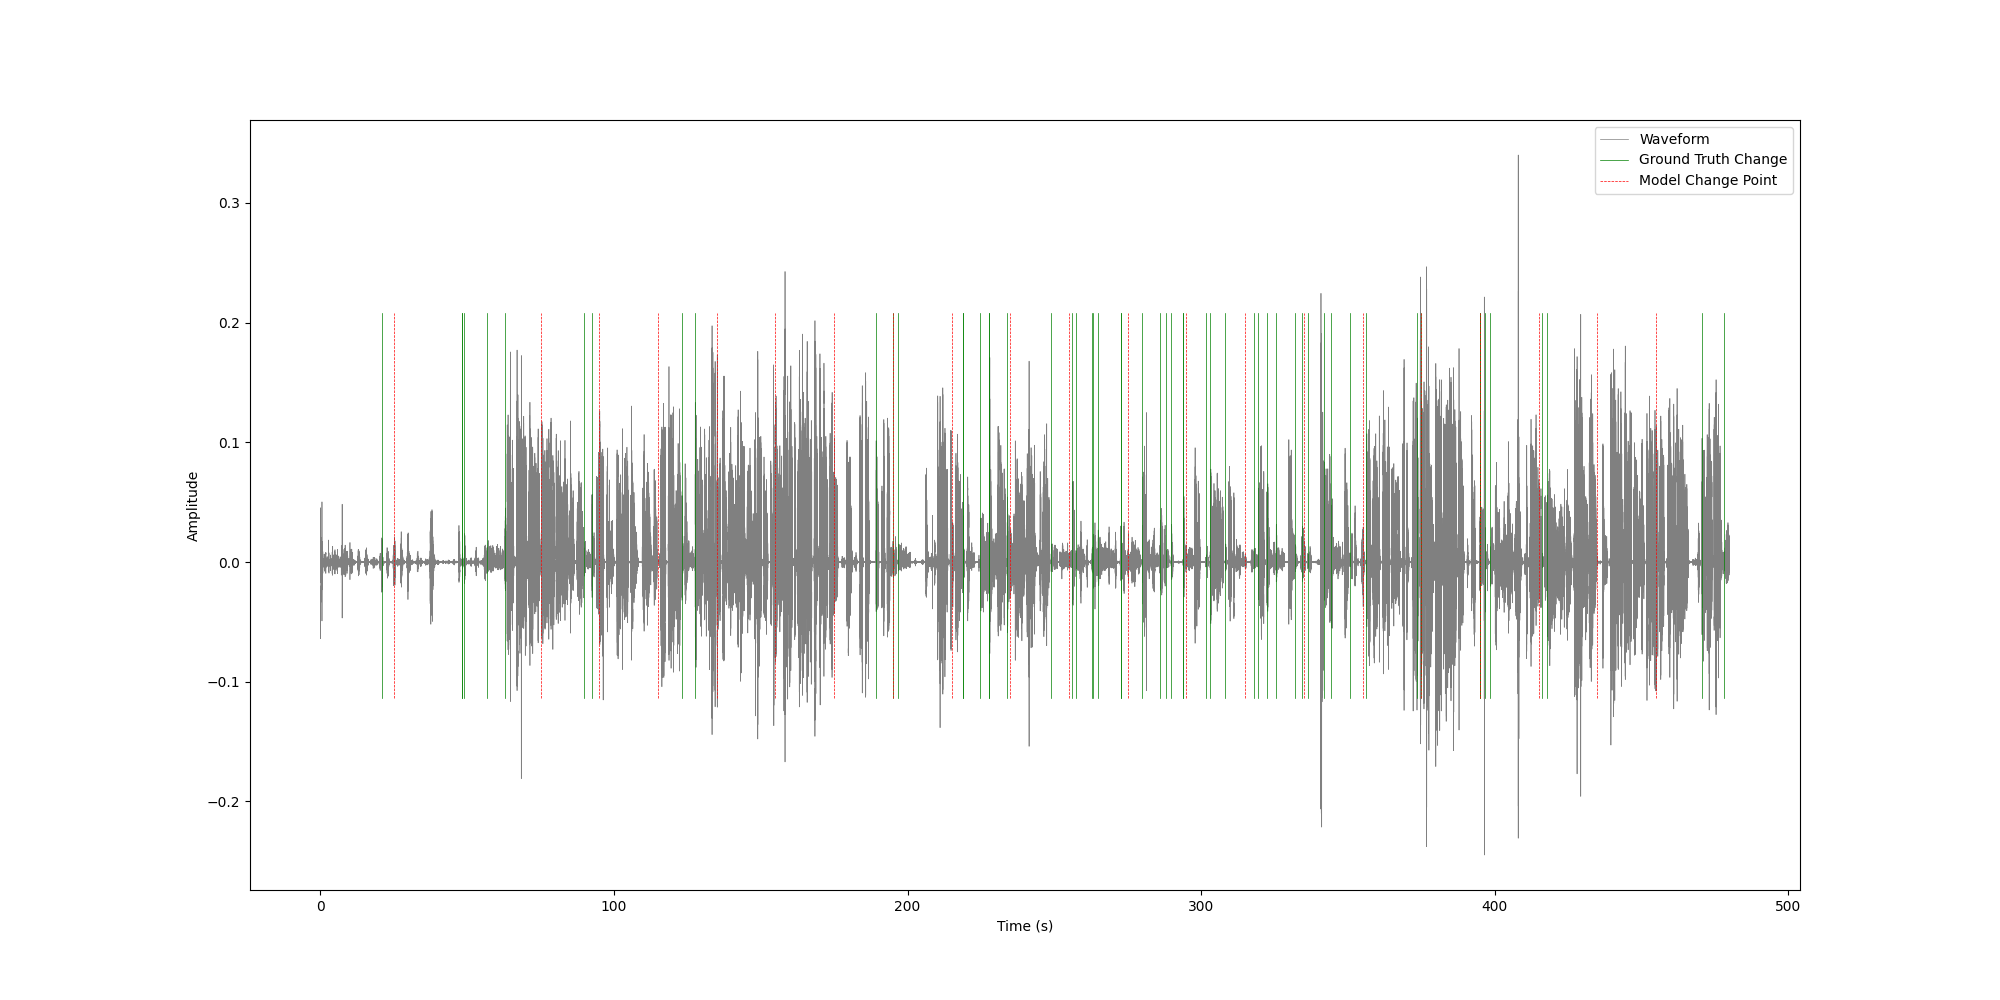 Waveform
Ground Truth Change
Model Change Point
0.3
0.2
0.1
0.0
−0.1
−0.2
Amplitude
0 100 200 300 400 500
Time (s)